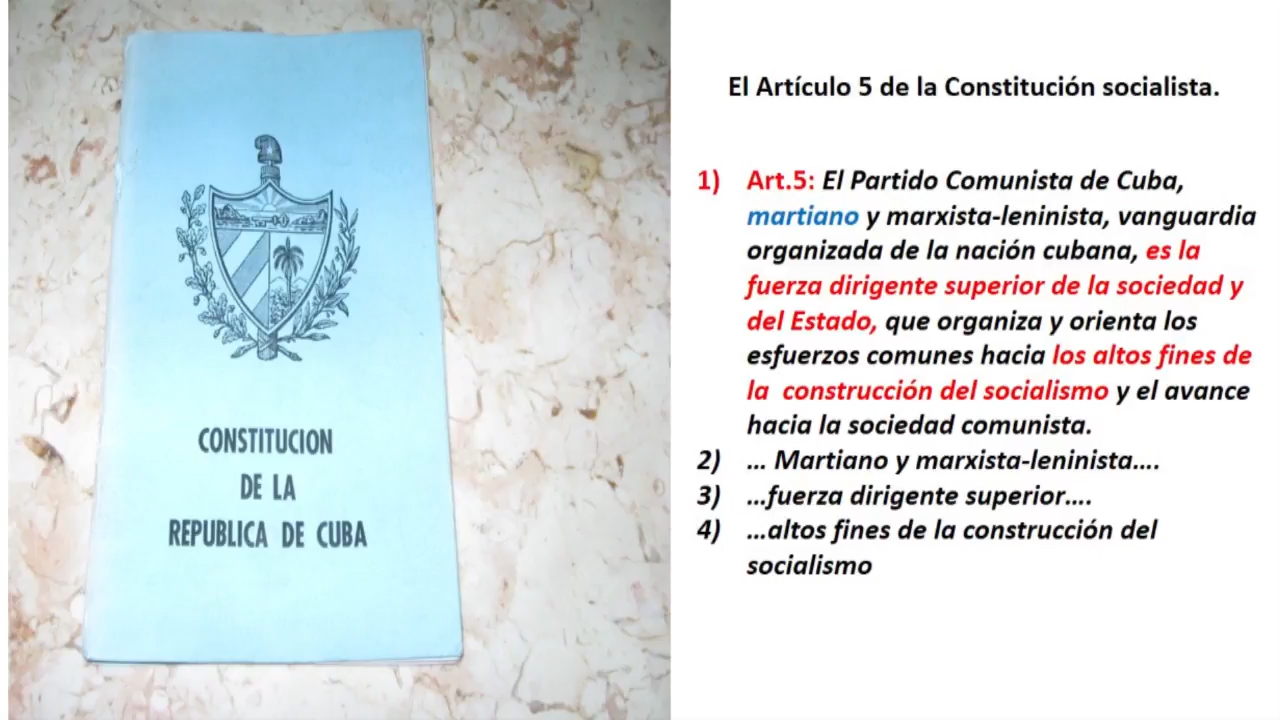 CONSTITUCION
DE LA
REPUBLICA DE CUBA
El Artículo 5 de la Constitución socialista.
1) Art.5: El Partido Comunista de Cuba,
martiano y marxista-leninista, vanguardia
organizada de la nación cubana, es la
fuerza dirigente superior de la sociedad y
del Estado, que organiza y orienta los
esfuerzos comunes hacia los altos fines de
la construcción del socialismo y el avance
hacia la sociedad comunista.
2) ... Martiano y marxista-leninista....
3) ...fuerza dirigente superior....
4) ...altos fines de la construcción del
socialismo